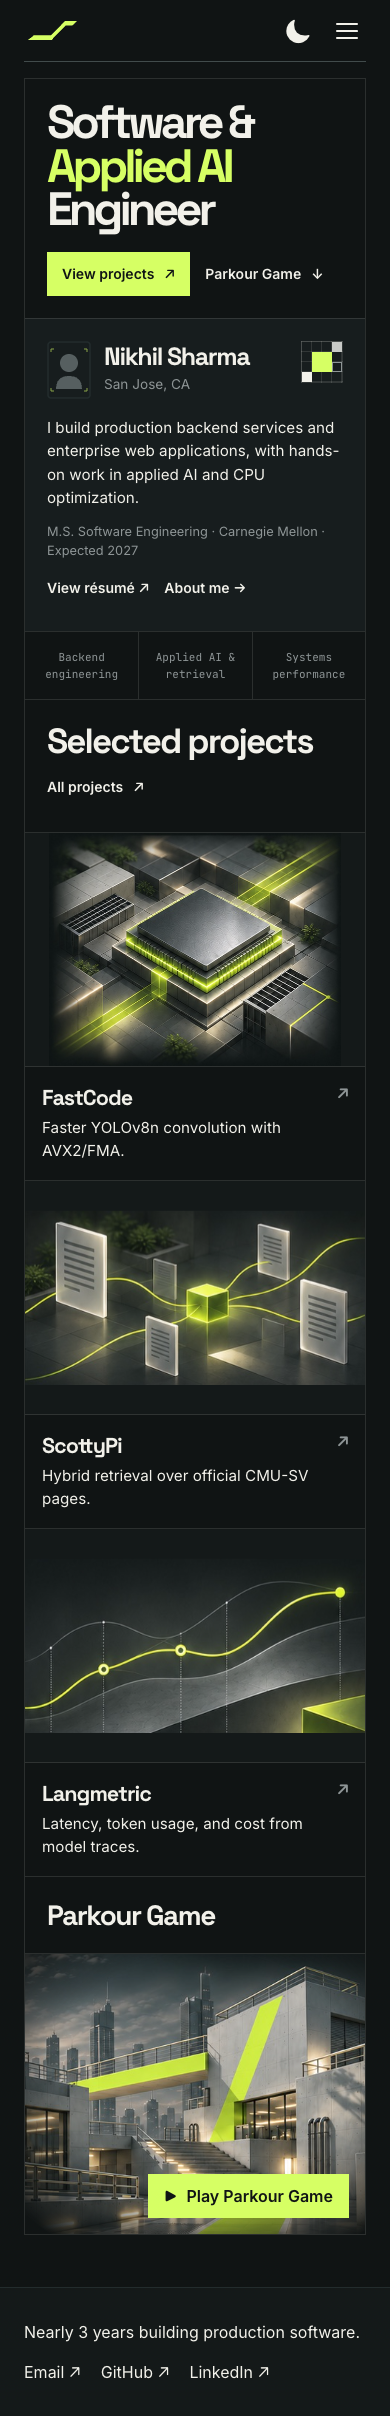 Software &
Applied AI
Engineer
View projects ↗ Parkour Game ↓
Nikhil Sharma
San Jose, CA
I build production backend services and
enterprise web applications, with hands-
on work in applied AI and CPU
optimization.
M.S. Software Engineering · Carnegie Mellon ·
Expected 2027
View résumé ↗ About me →
Backend
engineering
Applied AI &
retrieval
Systems
performance
Selected projects
All projects ↗
FastCode ↗
Faster YOLOv8n convolution with
AVX2/FMA.
ScottyPi ↗
Hybrid retrieval over official CMU-SV
pages.
Langmetric ↗
Latency, token usage, and cost from
model traces.
Parkour Game
Play Parkour Game
Nearly 3 years building production software.
Email ↗ GitHub ↗ LinkedIn ↗